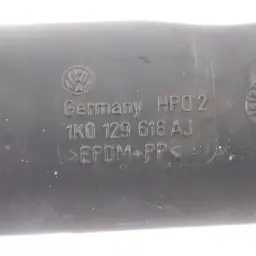 Germany HPO 2
1K0 129 618 AJ
>EPDM+PP<